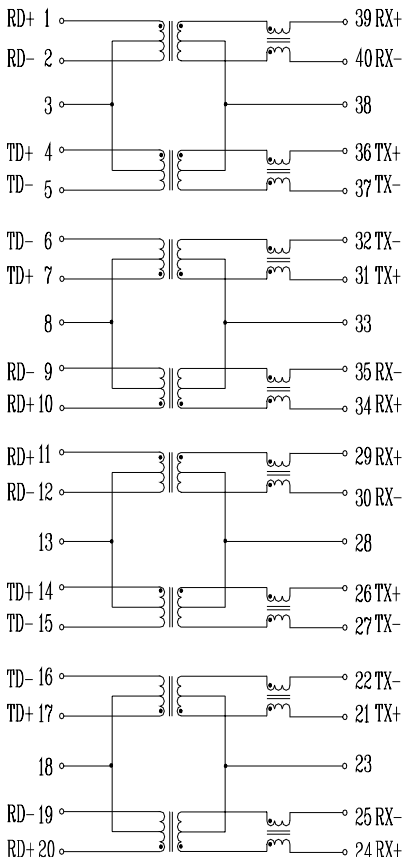 RD+ 1 39 RX+
RD- 2 40 RX-
3 38
TD+ 4 36 TX+
TD- 5 37 TX-
TD- 6 32 TX-
TD+ 7 31 TX+
8 33
RD- 9 35 RX-
RD+ 10 34 RX+
RD+ 11 29 RX+
RD- 12 30 RX-
13 28
TD+ 14 26 TX+
TD- 15 27 TX-
TD- 16 22 TX-
TD+ 17 21 TX+
18 23
RD- 19 25 RX-
RD+ 20 24 RX+